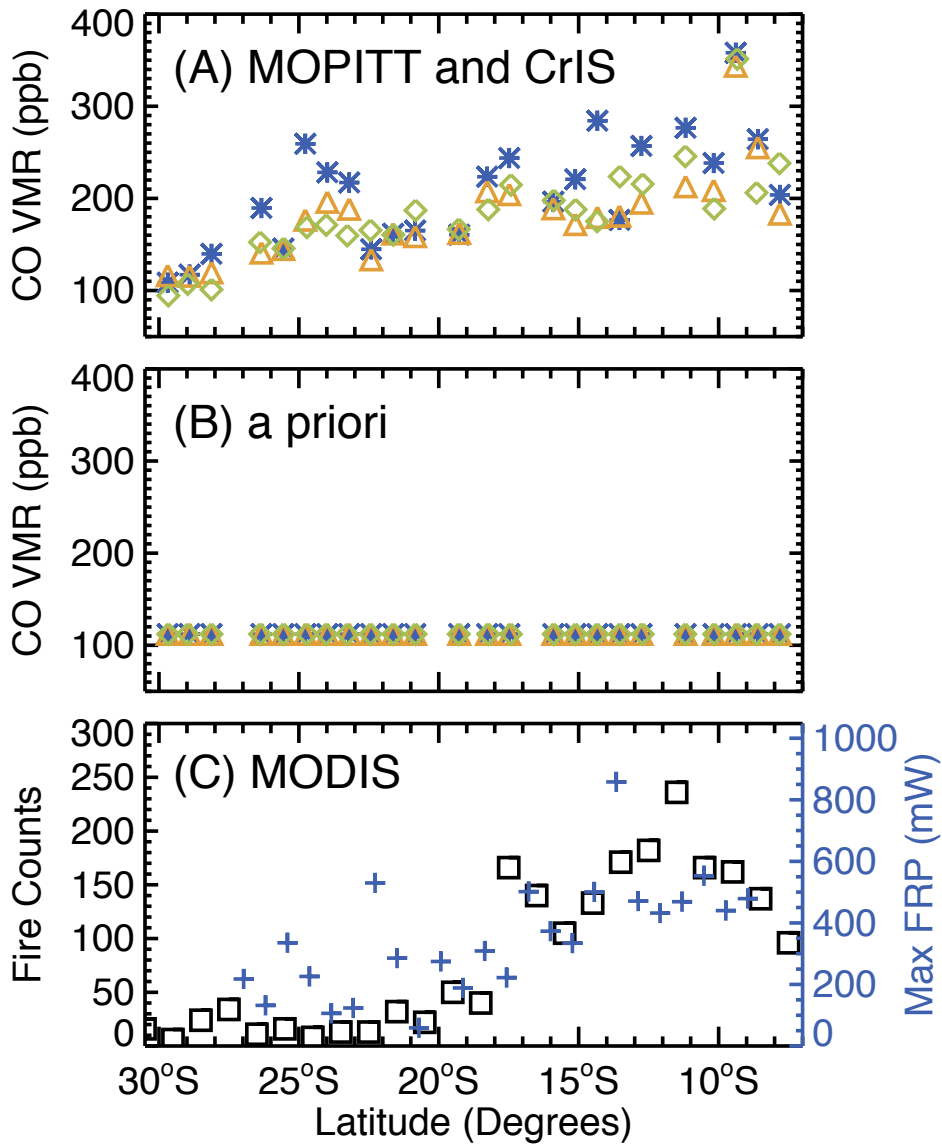 400
(A) MOPITT and CrIS
300
200
100
CO VMR (ppb)
400
(B) a priori
300
200
100
CO VMR (ppb)
300
250
200
150
100
50
0
(C) MODIS
Fire Counts
1000
800
600
400
200
0
Max FRP (mW)
30°S 25°S 20°S 15°S 10°S
Latitude (Degrees)